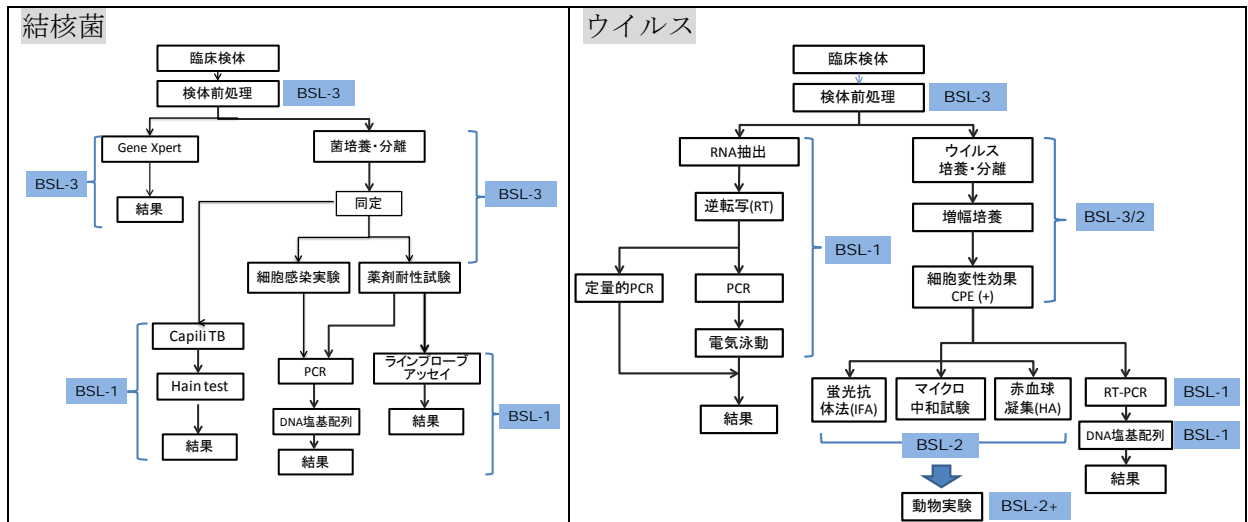 結核菌
臨床検体
検体前処理
BSL-3
Gene Xpert
菌培養・分離
BSL-3
結果
同定
BSL-3
細胞感染実験
薬剤耐性試験
Capili TB
BSL-1
Hain test
PCR
ラインブローブ
アッセイ
BSL-1
結果
DNA塩基配列
結果
結果
ウイルス
臨床検体
検体前処理
BSL-3
RNA抽出
ウイルス
培養・分離
逆転写(RT)
増幅培養
BSL-3/2
BSL-1
定量的PCR
PCR
細胞変性効果
CPE (+)
電気泳動
結果
蛍光抗
体法(IFA)
マイクロ
中和試験
赤血球
凝集(HA)
RT-PCR
BSL-1
BSL-2
DNA塩基配列
BSL-1
結果
動物実験
BSL-2+